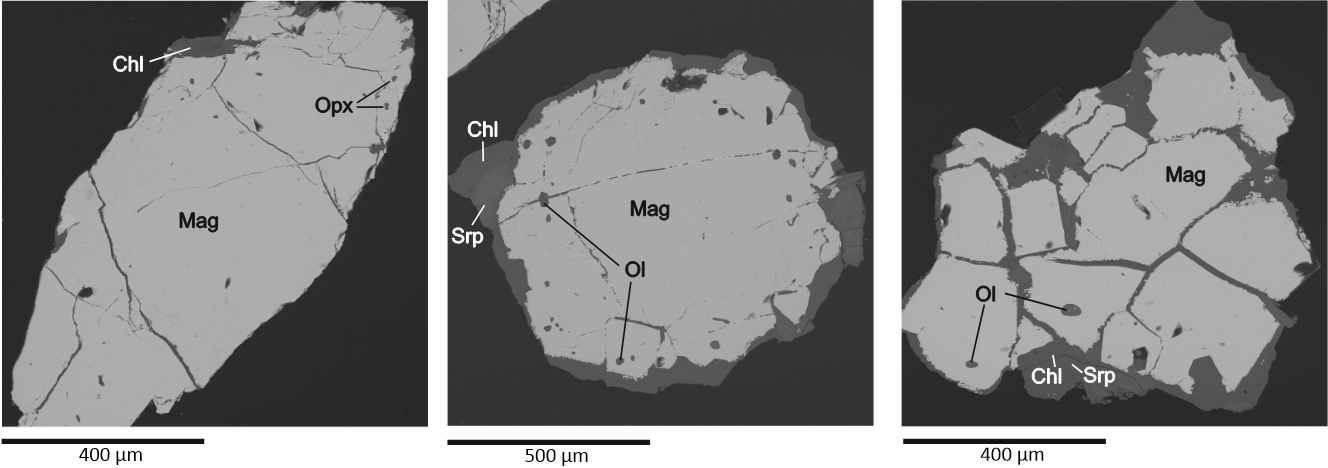 Chl
Opx
Mag
400 µm
Chl
Srp
Mag
Ol
500 µm
Mag
Ol
Chl
Srp
400 µm